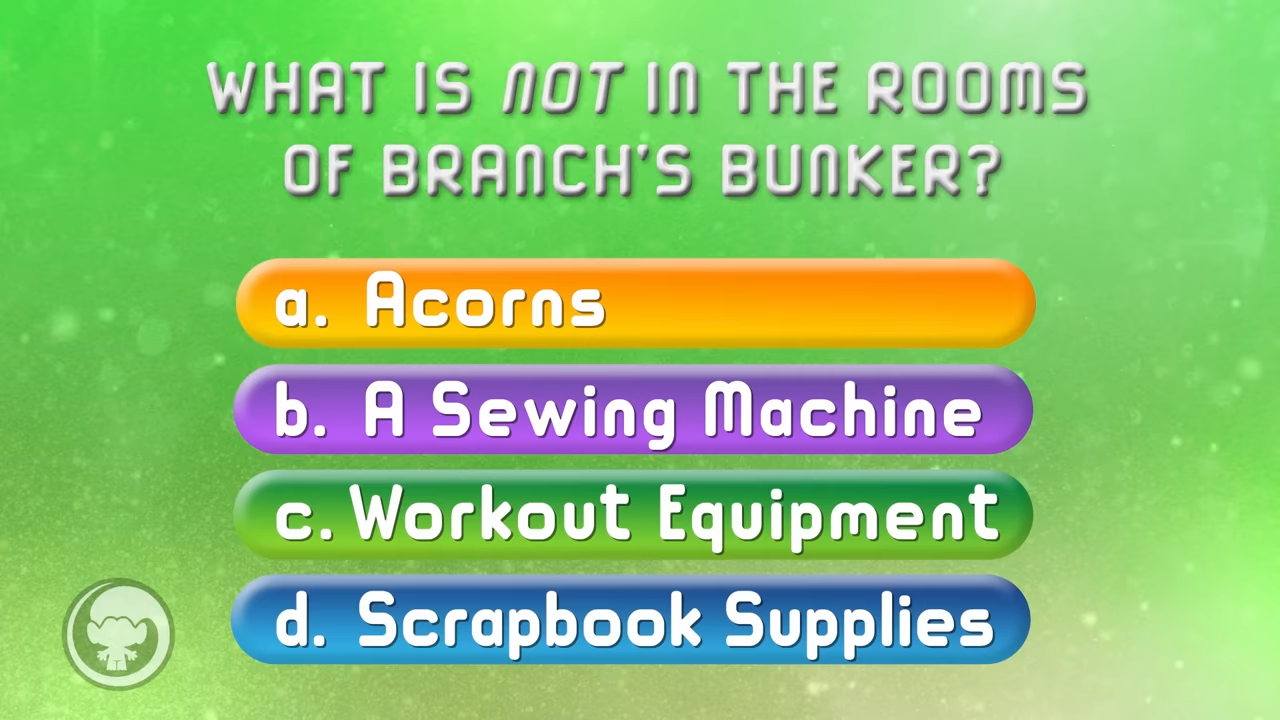 WHAT IS NOT IN THE ROOMS
OF BRANCH'S BUNKER?
a. Acorns
b. A Sewing Machine
c. Workout Equipment
d. Scrapbook Supplies